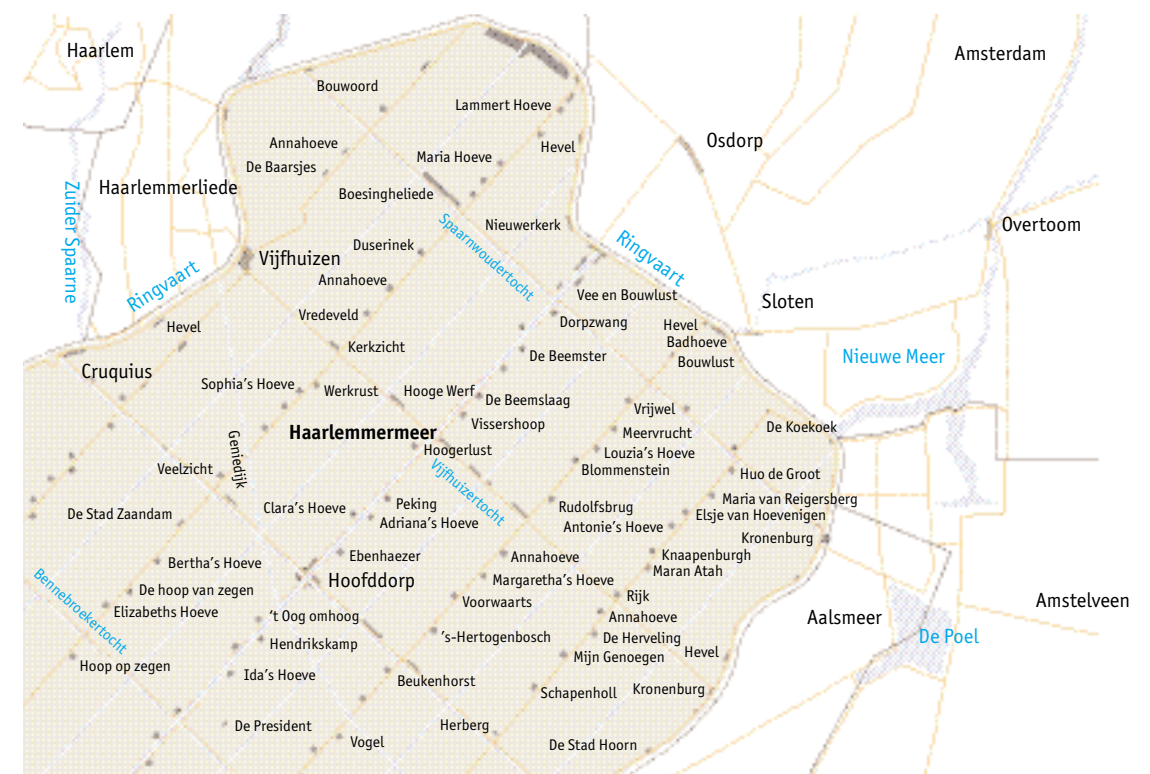 Haarlem
Amsterdam
Bouwoord
Lammert Hoeve
Osdorp
Annahoeve
Hevel
De Baarsjes
Maria Hoeve
Haarlemmerliede
Boesingheliede
Zuider Spaarne
Nieuwerkerk
Overtoom
Spaarnwoudertocht
Duserinek
Ringvaart
Vijfhuizen
Ringvaart
Annahoeve
Vee en Bouwlust
Sloten
Vredeveld
Dorpzwang
Hevel
Hevel
Badhoeve
Kerkzicht
De Beemster
Bouwlust
Nieuwe Meer
Cruquius
Sophia's Hoeve
Werkrust
Hooge Werf
De Beemslaag
Vrijwel
Vissershoop
De Koekoek
Haarlemmermeer
Meervrucht
Geniedijk
Hoogerlust
Louzia's Hoeve
Veelzicht
Vijfhuizertocht
Blommenstein
Huo de Groot
Maria van Reigersberg
De Stad Zaandam
Clara's Hoeve
Peking
Rudolfsbrug
Elsje van Hoevenigen
Adriana's Hoeve
Antonie's Hoeve
Kronenburg
Bertha's Hoeve
Ebenhaezer
Annahoeve
Knaapenburgh
Maran Atah
Hoofddorp
Margaretha's Hoeve
Bennebroekertocht
De hoop van zegen
Voorwaarts
Rijk
Amstelveen
Elizabeths Hoeve
't Oog omhoog
Annahoeve
Aalsmeer
Hendrikskamp
's-Hertogenbosch
De Herveling
De Poel
Hoop op zegen
Mijn Genoegen
Hevel
Ida's Hoeve
Beukenhorst
Schapenholl
Kronenburg
De President
Herberg
Vogel
De Stad Hoorn